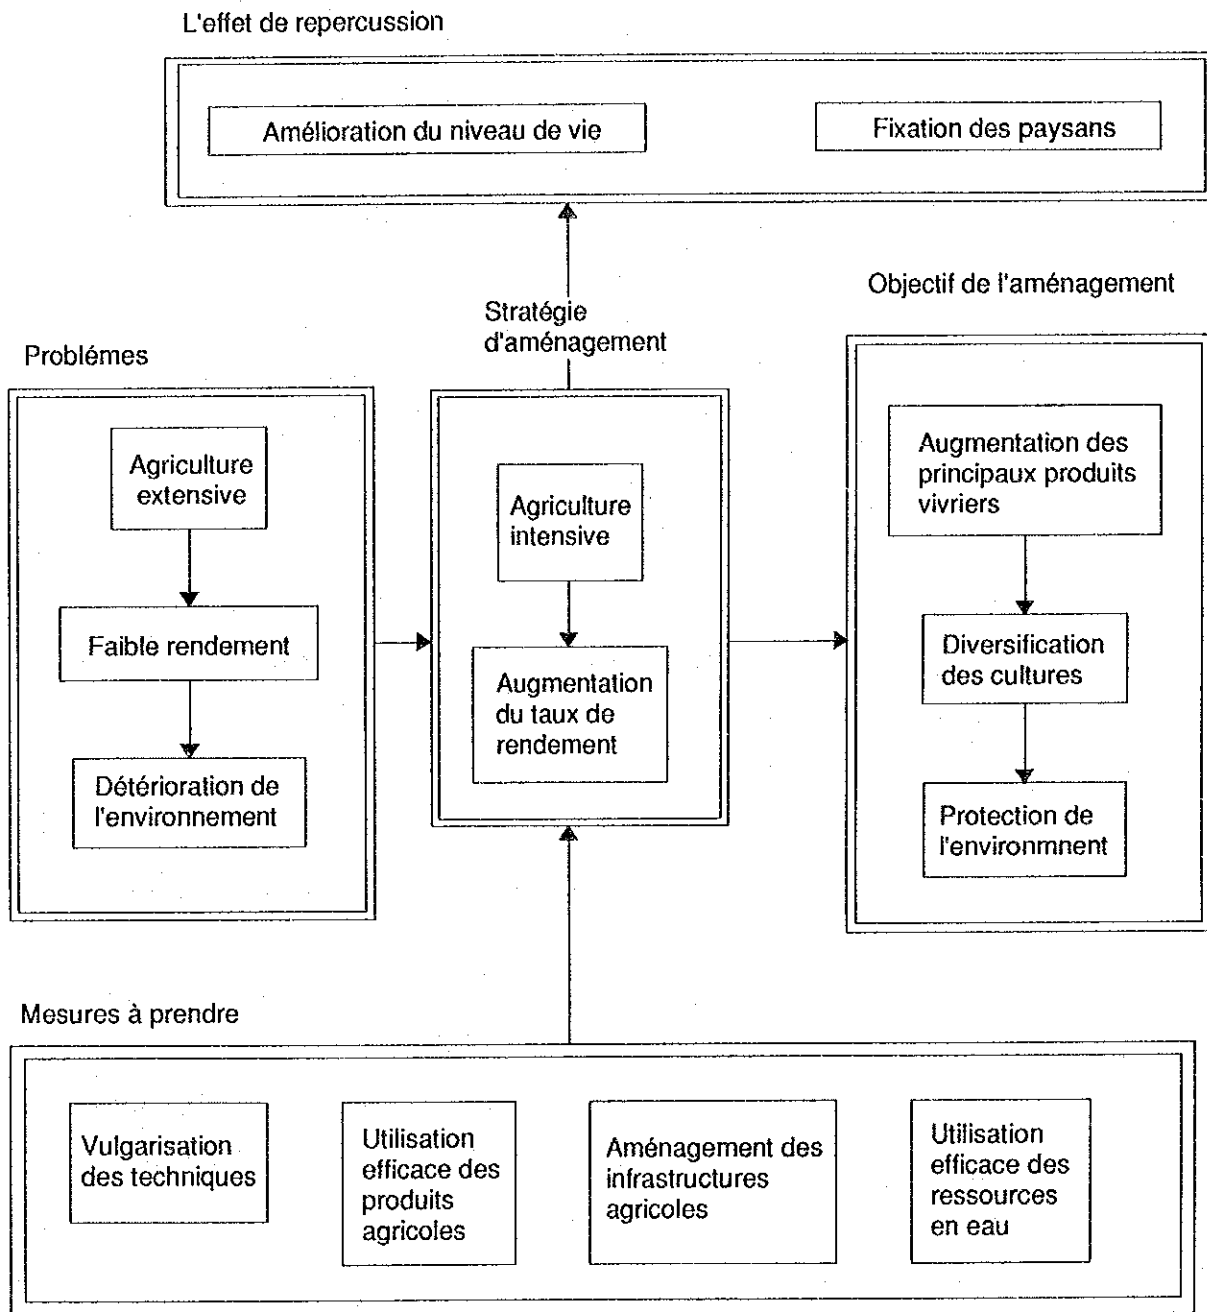 L'effet de repercussion
Amélioration du niveau de vie
Fixation des paysans
Objectif de l'aménagement
Stratégie
d'aménagement
Problémes
Agriculture
extensive
Faible rendement
Détérioration de
l'environnement
Agriculture
intensive
Augmentation
du taux de
rendement
Augmentation des
principaux produits
vivriers
Diversification
des cultures
Protection de
l'environmnent
Mesures à prendre
Vulgarisation
des techniques
Utilisation
efficace des
produits
agricoles
Aménagement des
infrastructures
agricoles
Utilisation
efficace des
ressources
en eau